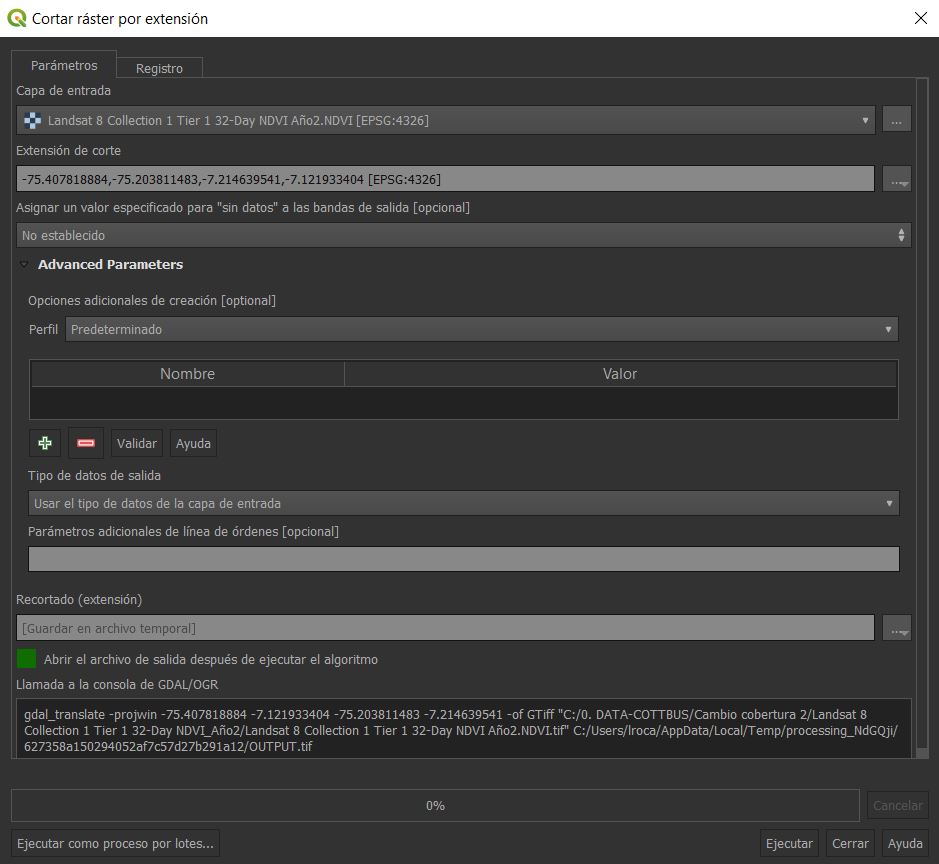 Cortar ráster por extensión
Parámetros
Registro
Capa de entrada
Landsat 8 Collection 1 Tier 1 32-Day NDVI Año2.NDVI [EPSG:4326]
...
Extensión de corte
-75.407818884,-75.203811483,-7.214639541,-7.121933404 [EPSG:4326]
...
Asignar un valor especificado para "sin datos" a las bandas de salida [opcional]
No establecido
Advanced Parameters
Opciones adicionales de creación [optional]
Perfil Predeterminado
Nombre Valor
Validar Ayuda
Tipo de datos de salida
Usar el tipo de datos de la capa de entrada
Parámetros adicionales de línea de órdenes [opcional]
Recortado (extensión)
[Guardar en archivo temporal]
...
Abrir el archivo de salida después de ejecutar el algoritmo
Llamada a la consola de GDAL/OGR
gdal_translate -projwin -75.407818884 -7.121933404 -75.203811483 -7.214639541 -of GTiff "C:/0. DATA-COTTBUS/Cambio cobertura 2/Landsat 8
Collection 1 Tier 1 32-Day NDVI_Año2/Landsat 8 Collection 1 Tier 1 32-Day NDVI Año2.NDVI.tif" C:/Users/lroca/AppData/Local/Temp/processing_NdGQji/
627358a150294052af7c57d27b291a12/OUTPUT.tif
0%
Cancelar
Ejecutar como proceso por lotes...
Ejecutar Cerrar Ayuda